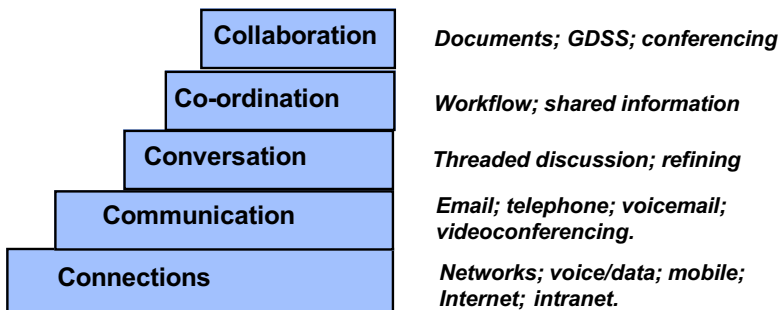 Collaboration
Documents; GDSS; conferencing
Co-ordination
Workflow; shared information
Conversation
Threaded discussion; refining
Communication
Email; telephone; voicemail;
videoconferencing.
Connections
Networks; voice/data; mobile;
Internet; intranet.